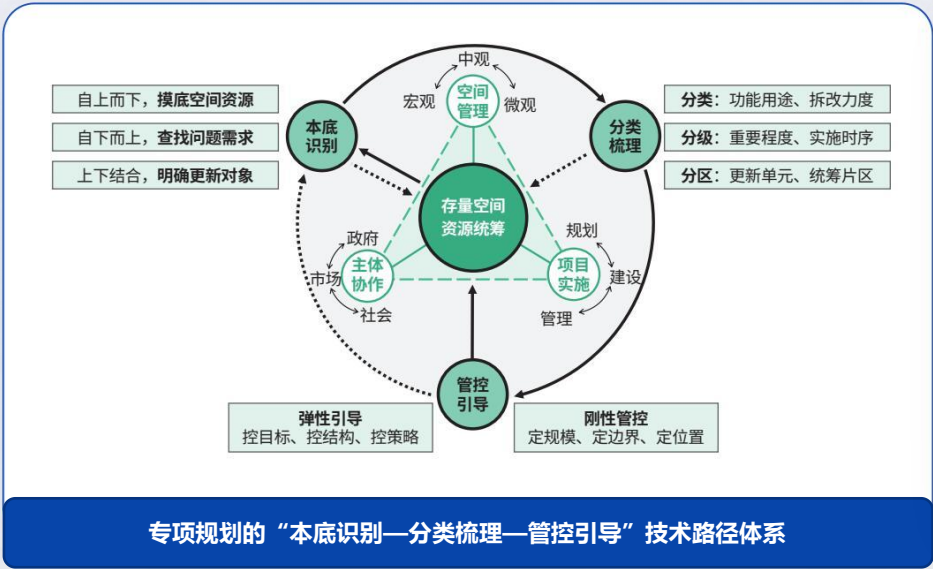 中观
宏观
微观
空间
管理
自上而下，摸底空间资源
自下而上，查找问题需求
上下结合，明确更新对象
本底
识别
分类
梳理
分类：功能用途、拆改力度
分级：重要程度、实施时序
分区：更新单元、统筹片区
存量空间
资源统筹
政府
市场
社会
主体
协作
规划
建设
管理
项目
实施
管控
引导
弹性引导
控目标、控结构、控策略
刚性管控
定规模、定边界、定位置
专项规划的“本底识别—分类梳理—管控引导”技术路径体系